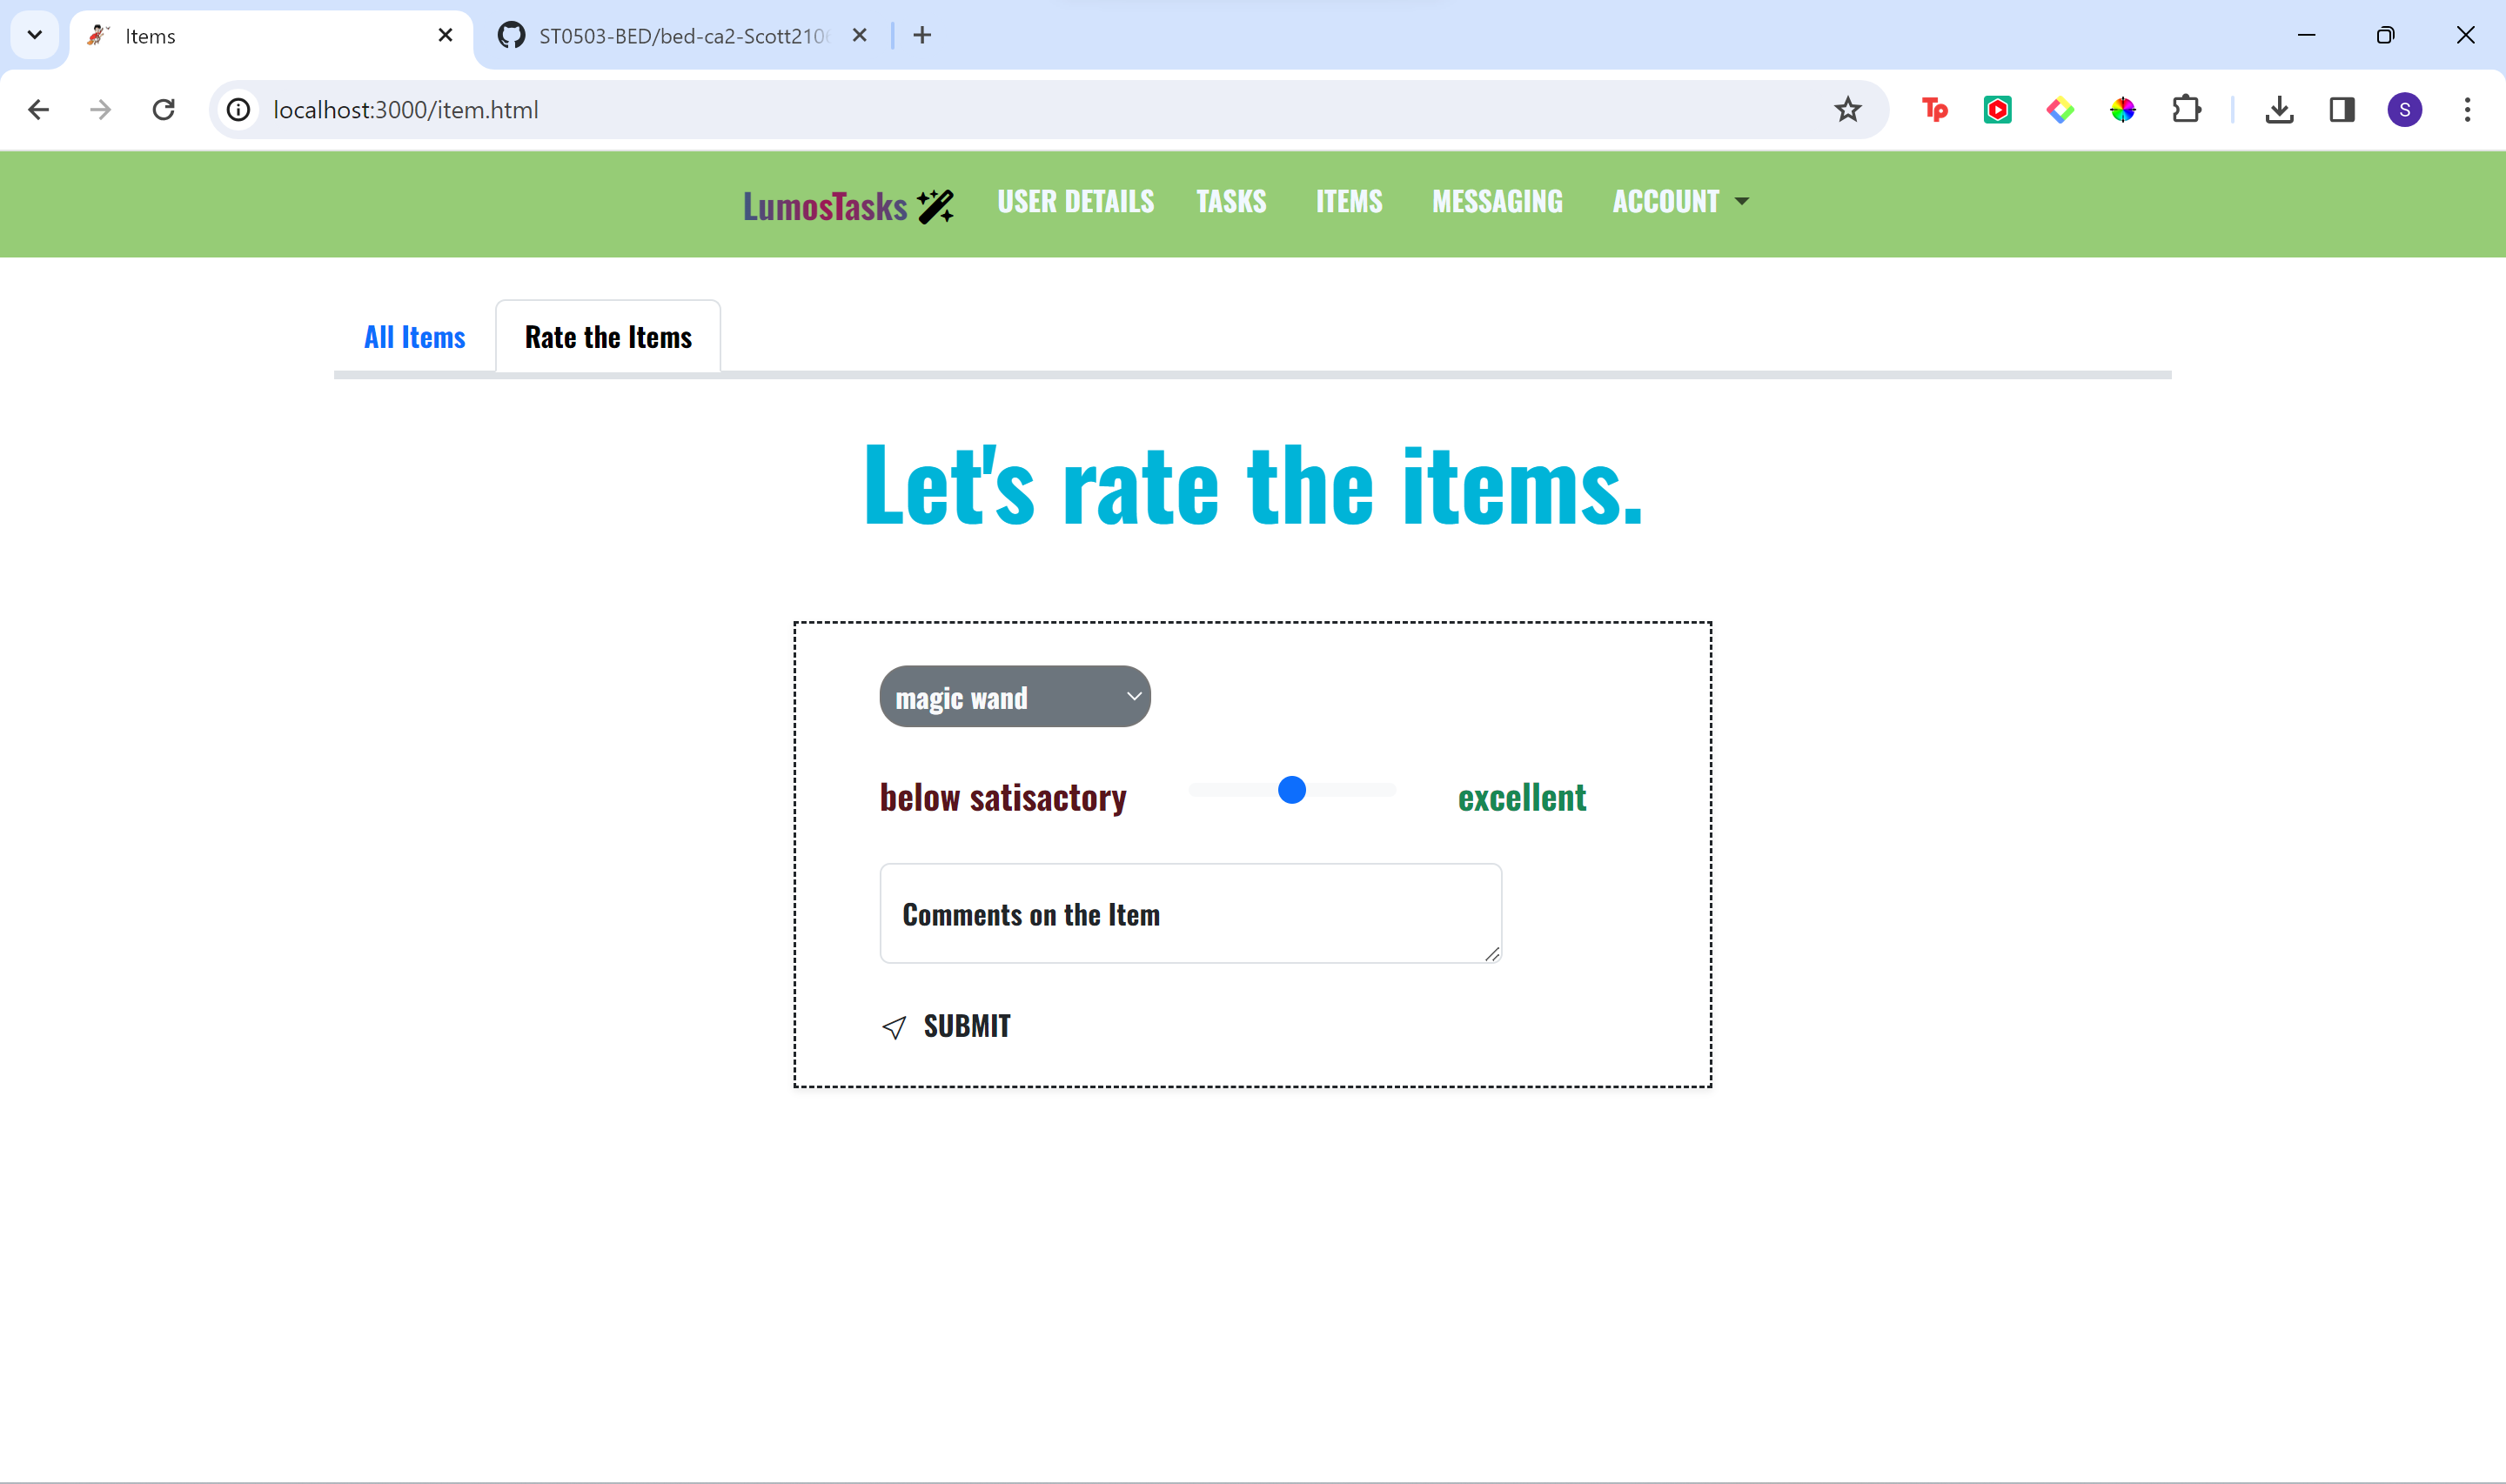 Items
ST0503-BED/bed-ca2-Scott210
localhost:3000/item.html
Tp
S
LumosTasks USER DETAILS TASKS ITEMS MESSAGING ACCOUNT
All Items Rate the Items
Let's rate the items.
magic wand
below satisactory excellent
Comments on the Item
SUBMIT